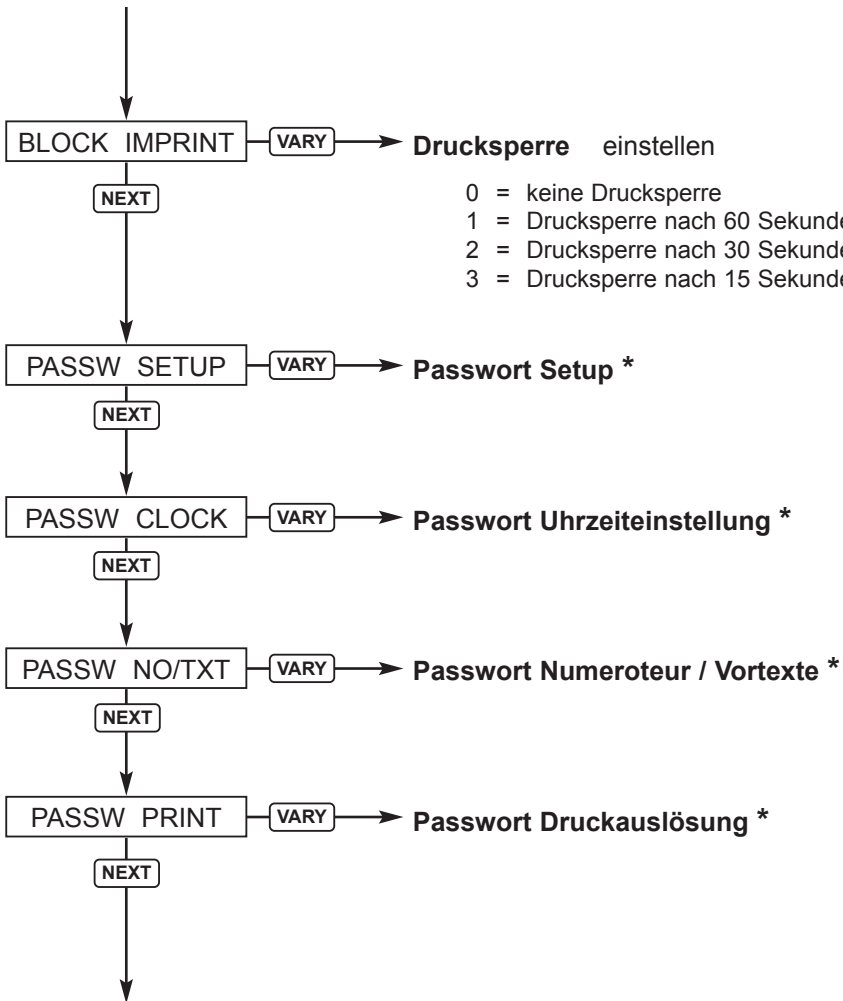 BLOCK IMPRINT VARY Drucksperre einstellen
NEXT
0 = keine Drucksperre
1 = Drucksperre nach 60 Sekunde
2 = Drucksperre nach 30 Sekunde
3 = Drucksperre nach 15 Sekunde
PASSW SETUP VARY Passwort Setup *
NEXT
PASSW CLOCK VARY Passwort Uhrzeiteinstellung *
NEXT
PASSW NO/TXT VARY Passwort Numeroteur / Vortexte *
NEXT
PASSW PRINT VARY Passwort Druckauslösung *
NEXT